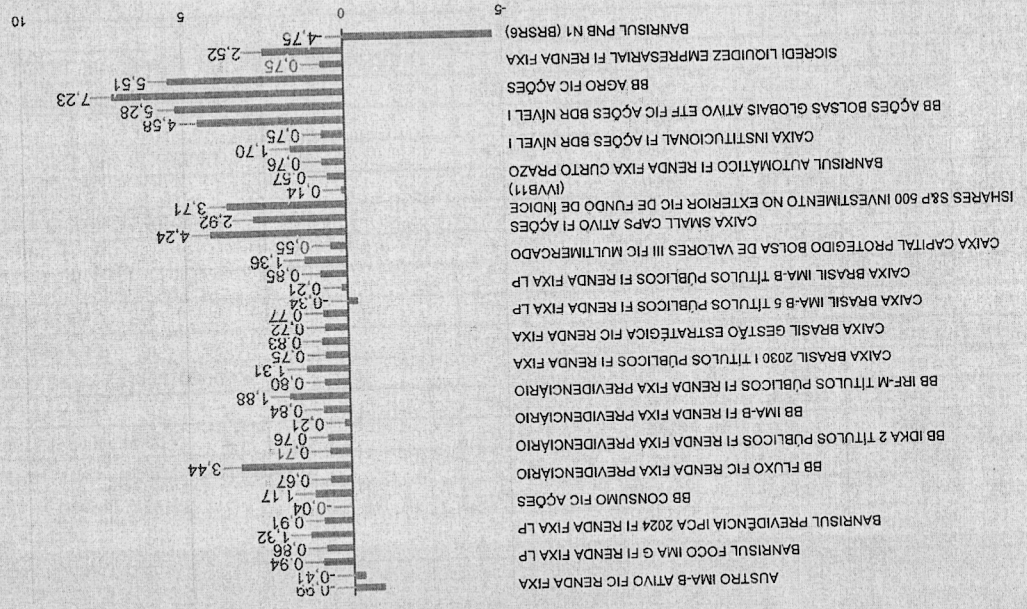 AUSTRO IMA-B ATIVO FIC RENDA FIXA
BANRISUL FOCO IMA G FI RENDA FIXA LP
BANRISUL PREVIDÊNCIA IPCA 2024 FI RENDA FIXA LP
BB CONSUMO FIC AÇÕES
BB FLUXO FIC RENDA FIXA PREVIDENCIÁRIO
BB IDKA 2 TÍTULOS PÚBLICOS FI RENDA FIXA PREVIDENCIÁRIO
BB IMA-B FI RENDA FIXA PREVIDENCIÁRIO
BB IRF-M TÍTULOS PÚBLICOS FI RENDA FIXA PREVIDENCIÁRIO
CAIXA BRASIL 2030 I TÍTULOS PÚBLICOS FI RENDA FIXA
CAIXA BRASIL GESTÃO ESTRATÉGICA FIC RENDA FIXA
CAIXA BRASIL IMA-B 5 TÍTULOS PÚBLICOS FI RENDA FIXA LP
CAIXA BRASIL IMA-B TÍTULOS PÚBLICOS FI RENDA FIXA LP
CAIXA CAPITAL PROTEGIDO BOLSA DE VALORES III FIC MULTIMERCADO
CAIXA SMALL CAPS ATIVO FI AÇÕES
ISHARES S&P 500 INVESTIMENTO NO EXTERIOR FIC DE FUNDO DE ÍNDICE
(IVVB11)
BANRISUL AUTOMÁTICO FI RENDA FIXA CURTO PRAZO
CAIXA INSTITUCIONAL FI AÇÕES BDR NÍVEL I
BB AÇÕES BOLSAS GLOBAIS ATIVO ETF FIC AÇÕES BDR NÍVEL I
BB AGRO FIC AÇÕES
SICREDI LIQUIDEZ EMPRESARIAL FI RENDA FIXA
BANRISUL PNB N1 (BRSR6)
-0,41
0,94
0,86
1,32
0,91
-0,04
1,17
0,67
3,44
0,71
0,76
0,21
0,84
1,88
0,80
1,31
0,75
0,83
0,72
0,77
-0,34
0,21
0,85
1,36
0,55
4,24
2,92
3,71
0,14
0,57
0,76
1,70
0,75
4,58
5,28
7,23
5,51
0,75
2,52
-4,75
-5 0 5 10